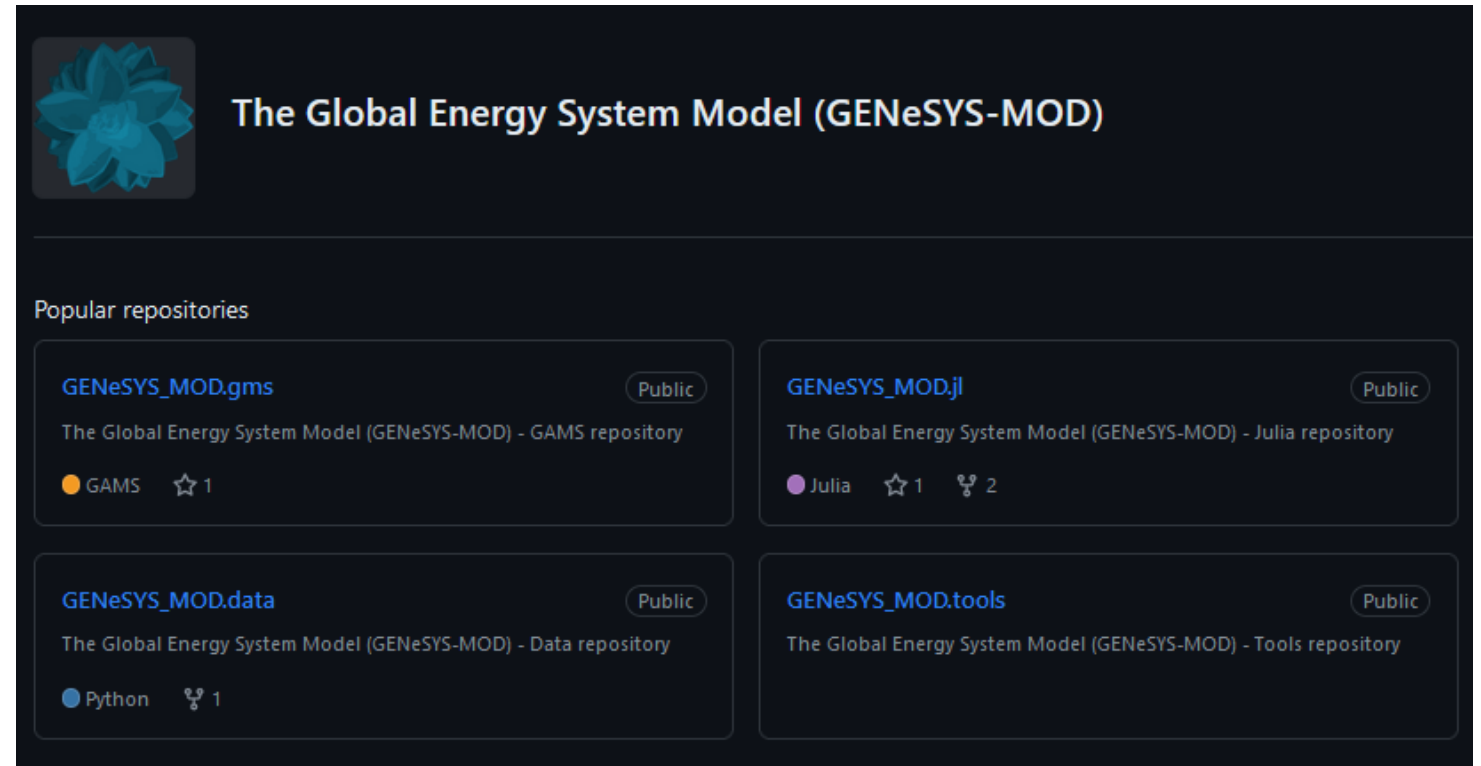 The Global Energy System Model (GENeSYS-MOD)
Popular repositories
GENeSYS_MOD.gms Public
The Global Energy System Model (GENeSYS-MOD) - GAMS repository
GAMS 1
GENeSYS_MOD.jl Public
The Global Energy System Model (GENeSYS-MOD) - Julia repository
Julia 1 2
GENeSYS_MOD.data Public
The Global Energy System Model (GENeSYS-MOD) - Data repository
Python 1
GENeSYS_MOD.tools Public
The Global Energy System Model (GENeSYS-MOD) - Tools repository